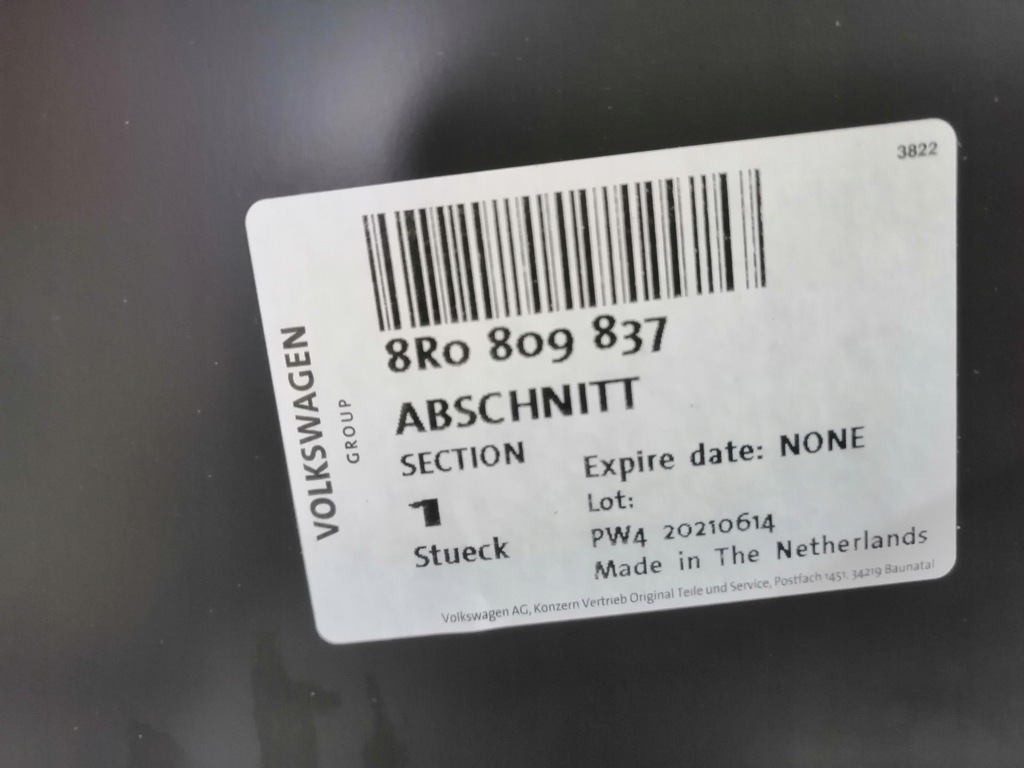 3822
VOLKSWAGEN
GROUP
8R0 809 837
ABSCHNITT
SECTION
1
Stueck
Expire date: NONE
Lot:
PW4 20210614
Made in The Netherlands
Volkswagen AG, Konzern Vertrieb Original Teile und Service, Postfach 1451, 34219 Baunatal